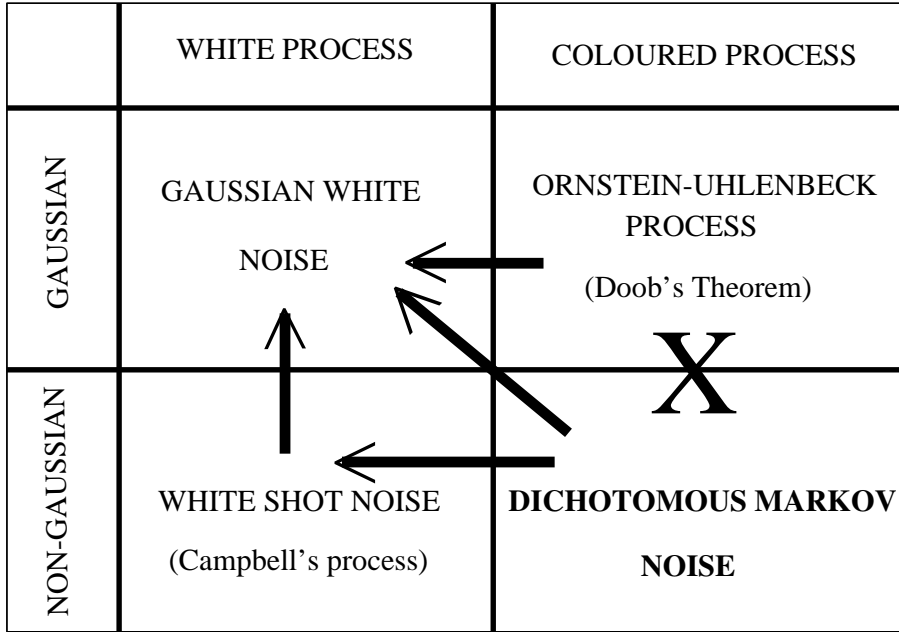 WHITE PROCESS
COLOURED PROCESS
GAUSSIAN
GAUSSIAN WHITE
NOISE
ORNSTEIN-UHLENBECK
PROCESS
(Doob's Theorem)
X
NON-GAUSSIAN
WHITE SHOT NOISE
(Campbell's process)
DICHOTOMOUS MARKOV
NOISE